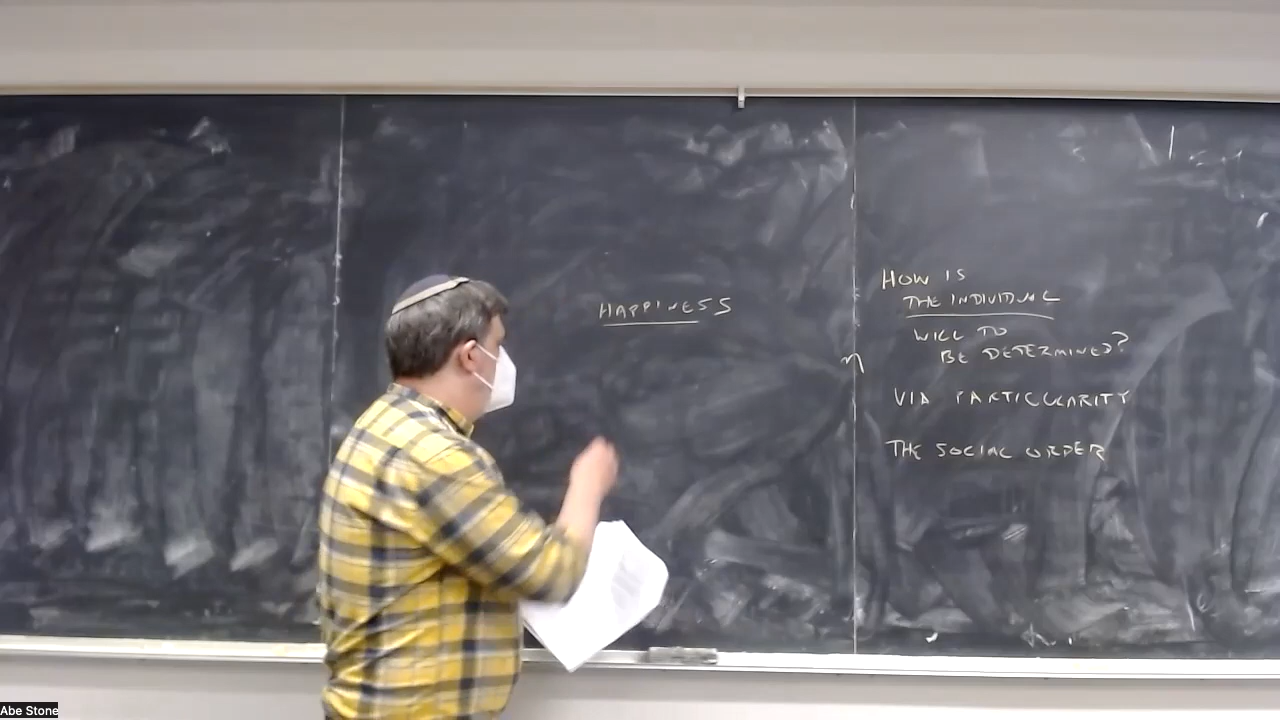 HAPPINESS
HOW IS
THE INDIVIDUAL
WILL TO
BE DETERMINED?
VIA PARTICULARITY
THE SOCIAL ORDER
Abe Stone